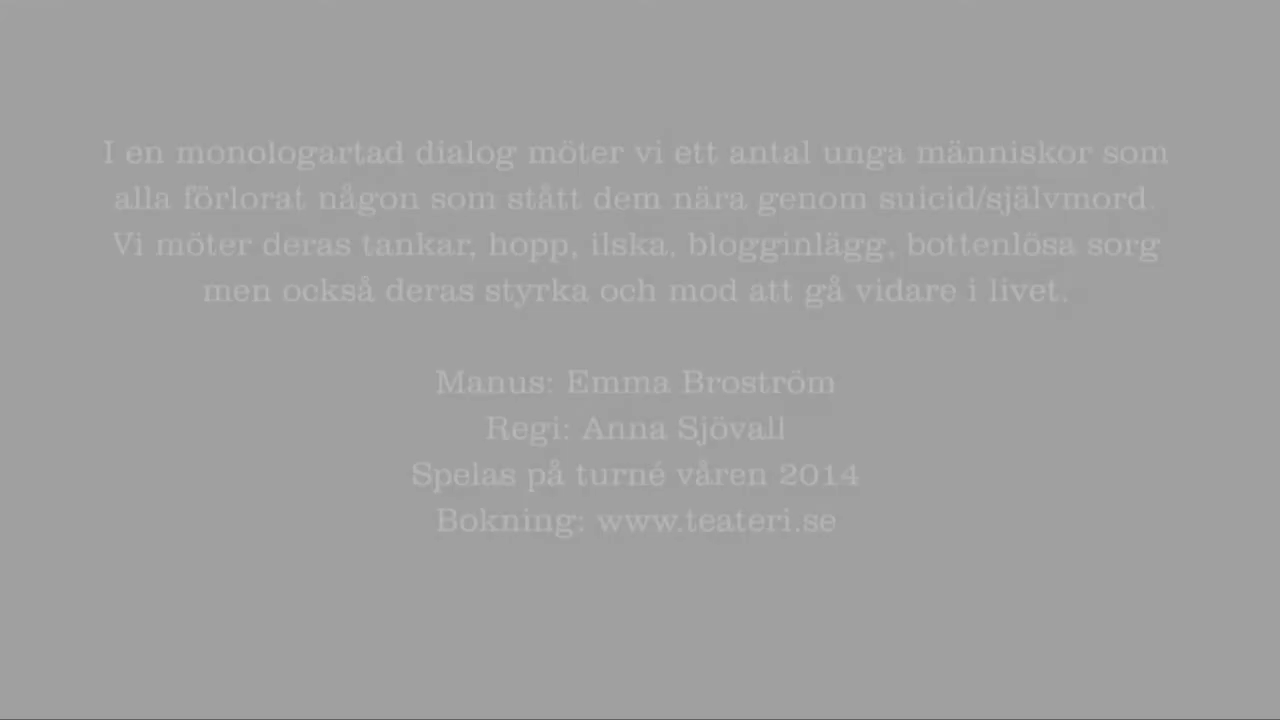 I en monologartad dialog möter vi ett antal unga människor som
alla förlorat någon som stått dem nära genom suicid/självmord.
Vi möter deras tankar, hopp, ilska, blogginlägg, bottenlösa sorg
men också deras styrka och mod att gå vidare i livet.
Manus: Emma Broström
Regi: Anna Sjövall
Spelas på turné våren 2014
Bokning: www.teateri.se